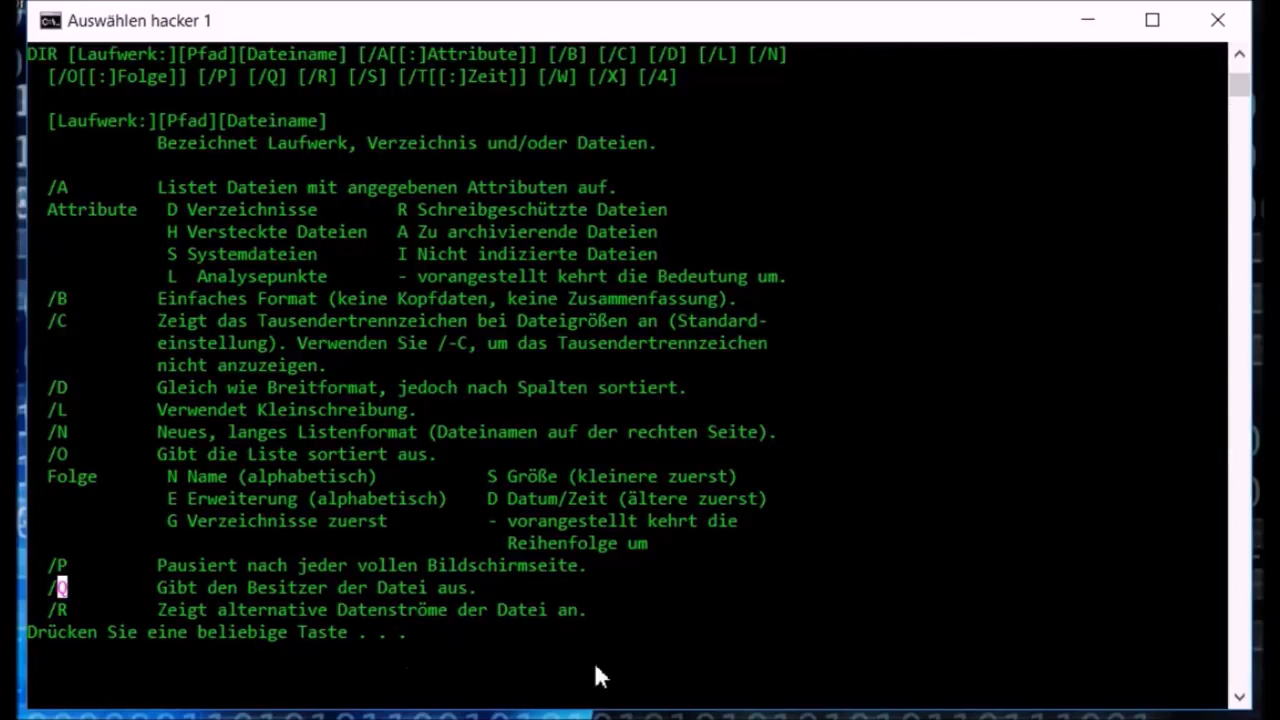 Auswählen hacker 1
DIR [Laufwerk:][Pfad][Dateiname] [/A[[:]Attribute]] [/B] [/C] [/D] [/L] [/N]
[/O[[:]Folge]] [/P] [/Q] [/R] [/S] [/T[[:]Zeit]] [/W] [/X] [/4]
[Laufwerk:][Pfad][Dateiname]
Bezeichnet Laufwerk, Verzeichnis und/oder Dateien.
/A Listet Dateien mit angegebenen Attributen auf.
Attribute D Verzeichnisse R Schreibgeschützte Dateien
H Versteckte Dateien A Zu archivierende Dateien
S Systemdateien I Nicht indizierte Dateien
L Analysepunkte - vorangestellt kehrt die Bedeutung um.
/B Einfaches Format (keine Kopfdaten, keine Zusammenfassung).
/C Zeigt das Tausendertrennzeichen bei Dateigrößen an (Standard-
einstellung). Verwenden Sie /-C, um das Tausendertrennzeichen
nicht anzuzeigen.
/D Gleich wie Breitformat, jedoch nach Spalten sortiert.
/L Verwendet Kleinschreibung.
/N Neues, langes Listenformat (Dateinamen auf der rechten Seite).
/O Gibt die Liste sortiert aus.
Folge N Name (alphabetisch) S Größe (kleinere zuerst)
E Erweiterung (alphabetisch) D Datum/Zeit (ältere zuerst)
G Verzeichnisse zuerst - vorangestellt kehrt die
Reihenfolge um
/P Pausiert nach jeder vollen Bildschirmseite.
/Q Gibt den Besitzer der Datei aus.
/R Zeigt alternative Datenströme der Datei an.
Drücken Sie eine beliebige Taste . . .